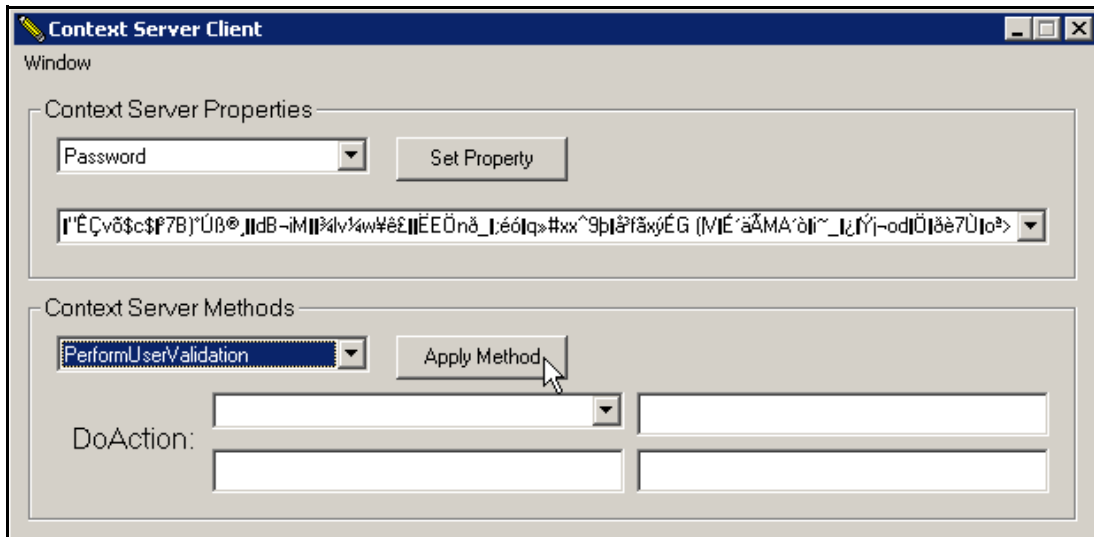 Context Server Client
Window
Context Server Properties
Password
Set Property
Context Server Methods
PerformUserValidation
Apply Method
DoAction: